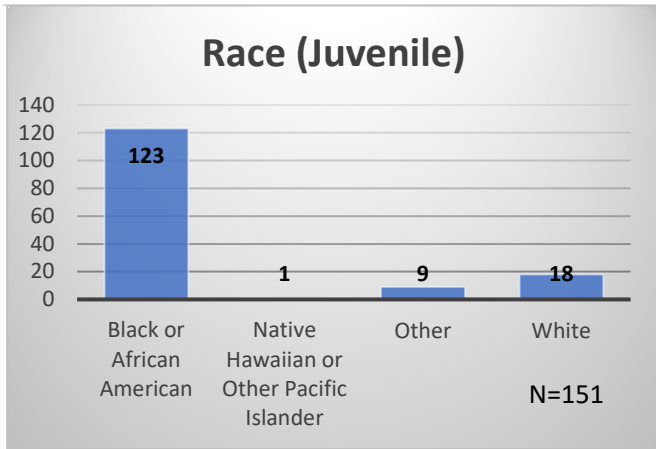 Race (Juvenile)
140
120
100
80
60
40
20
0
123
1
9
18
Black or
African
American
Native
Hawaiian or
Other Pacific
Islander
Other
White
N=151